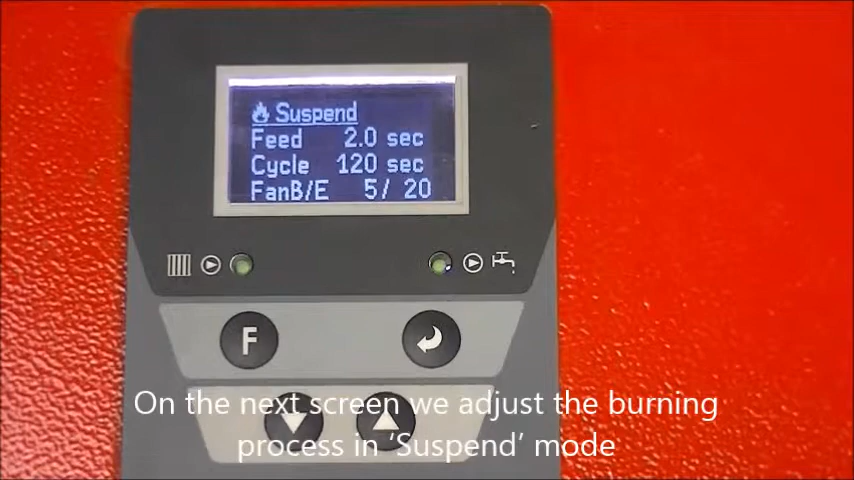 Suspend
Feed 2.0 sec
Cycle 120 sec
FanB/E 5/ 20
F
On the next screen we adjust the burning
process in ‘Suspend’ mode